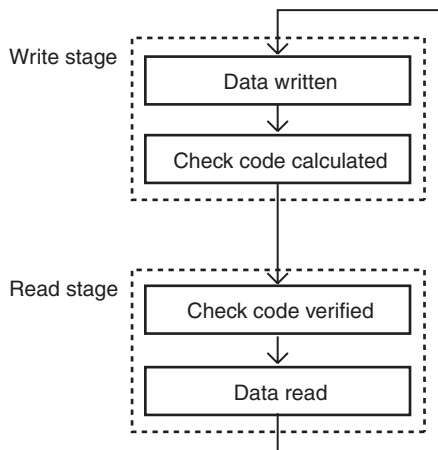 Write stage
Data written
Check code calculated
Read stage
Check code verified
Data read